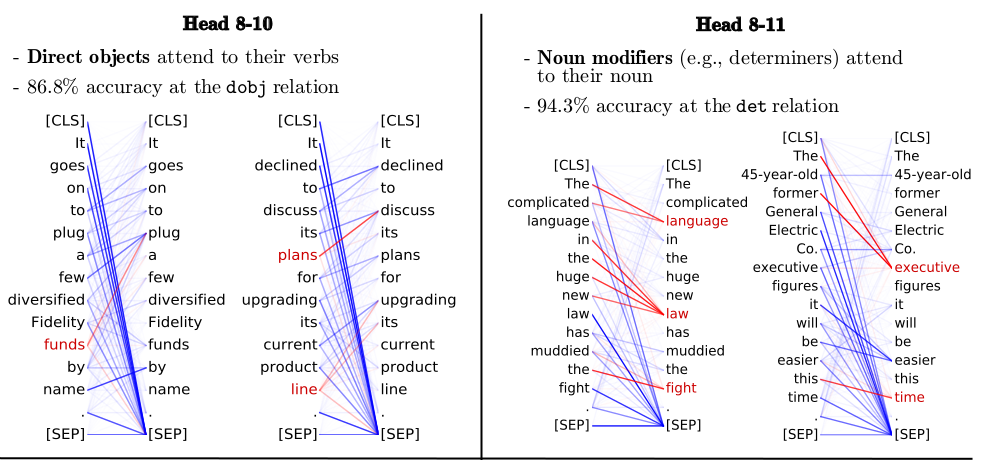 Head 8-10
- Direct objects attend to their verbs
- 86.8% accuracy at the dobj relation
[CLS] [CLS]
It It
goes goes
on on
to to
plug plug
a a
few few
diversified diversified
Fidelity Fidelity
funds funds
by by
name name
. .
[SEP] [SEP]
[CLS] [CLS]
It It
declined declined
to to
discuss discuss
its its
plans plans
for for
upgrading upgrading
its its
current current
product product
line line
. .
[SEP] [SEP]
Head 8-11
- Noun modifiers (e.g., determiners) attend
to their noun
- 94.3% accuracy at the det relation
[CLS] [CLS]
The The
complicated complicated
language language
in in
the the
huge huge
new new
law law
has has
muddied muddied
the the
fight fight
. .
[SEP] [SEP]
[CLS] [CLS]
The The
45-year-old 45-year-old
former former
General General
Electric Electric
Co. Co.
executive executive
figures figures
it it
will will
be be
easier easier
this this
time time
. .
[SEP] [SEP]